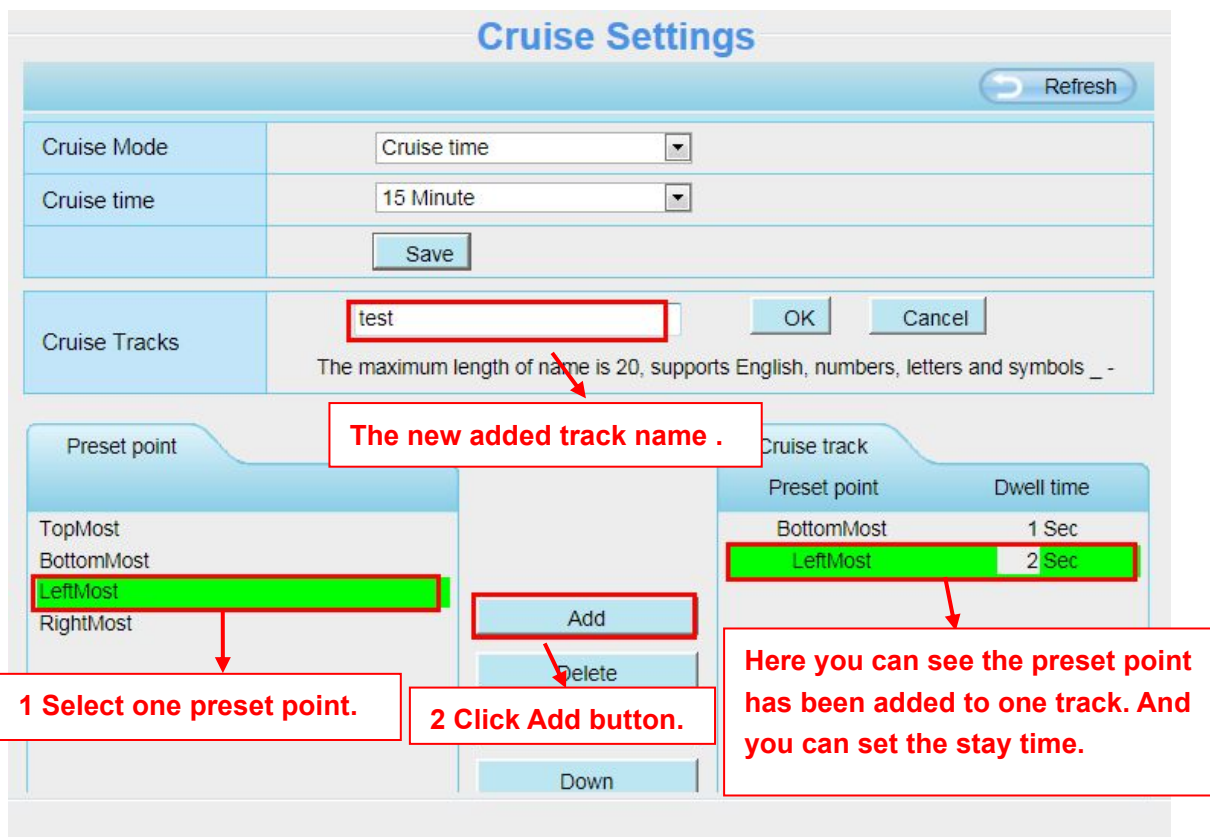 Cruise Settings
Refresh
Cruise Mode
Cruise time
Cruise time
15 Minute
Save
Cruise Tracks
test
OK
Cancel
The maximum length of name is 20, supports English, numbers, letters and symbols _ -
The new added track name .
Preset point
Cruise track
Preset point
Dwell time
TopMost
BottomMost
LeftMost
RightMost
BottomMost
1 Sec
LeftMost
2 Sec
Add
Delete
Down
1 Select one preset point.
2 Click Add button.
Here you can see the preset point
has been added to one track. And
you can set the stay time.